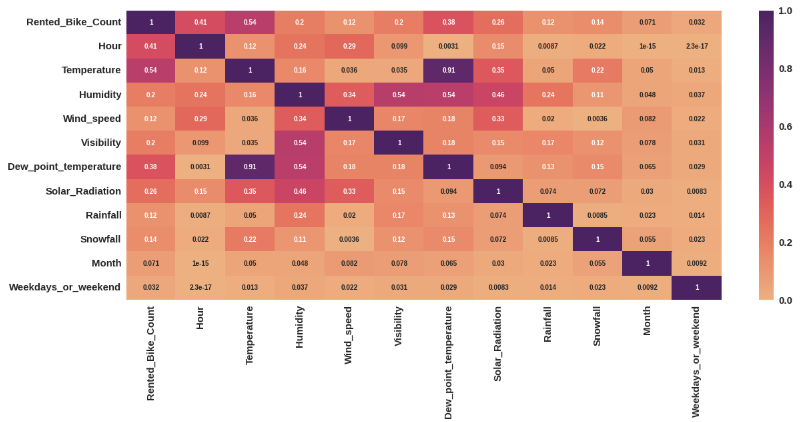 Rented_Bike_Count 1 0.41 0.54 0.2 0.12 0.2 0.38 0.26 0.12 0.14 0.071 0.032
Hour 0.41 1 0.12 0.24 0.29 0.099 0.0031 0.15 0.0087 0.022 1e-15 2.3e-17
Temperature 0.54 0.12 1 0.16 0.036 0.035 0.91 0.35 0.05 0.22 0.05 0.013
Humidity 0.2 0.24 0.16 1 0.34 0.54 0.54 0.46 0.24 0.11 0.048 0.037
Wind_speed 0.12 0.29 0.036 0.34 1 0.17 0.18 0.33 0.02 0.0036 0.082 0.022
Visibility 0.2 0.099 0.035 0.54 0.17 1 0.18 0.15 0.17 0.12 0.078 0.031
Dew_point_temperature 0.38 0.0031 0.91 0.54 0.18 0.18 1 0.094 0.13 0.15 0.065 0.029
Solar_Radiation 0.26 0.15 0.35 0.46 0.33 0.15 0.094 1 0.074 0.072 0.03 0.0083
Rainfall 0.12 0.0087 0.05 0.24 0.02 0.17 0.13 0.074 1 0.0085 0.023 0.014
Snowfall 0.14 0.022 0.22 0.11 0.0036 0.12 0.15 0.072 0.0085 1 0.055 0.023
Month 0.071 1e-15 0.05 0.048 0.082 0.078 0.065 0.03 0.023 0.055 1 0.0092
Weekdays_or_weekend 0.032 2.3e-17 0.013 0.037 0.022 0.031 0.029 0.0083 0.014 0.023 0.0092 1
Rented_Bike_Count
Hour
Temperature
Humidity
Wind_speed
Visibility
Dew_point_temperature
Solar_Radiation
Rainfall
Snowfall
Month
Weekdays_or_weekend
1.0
0.8
0.6
0.4
0.2
0.0